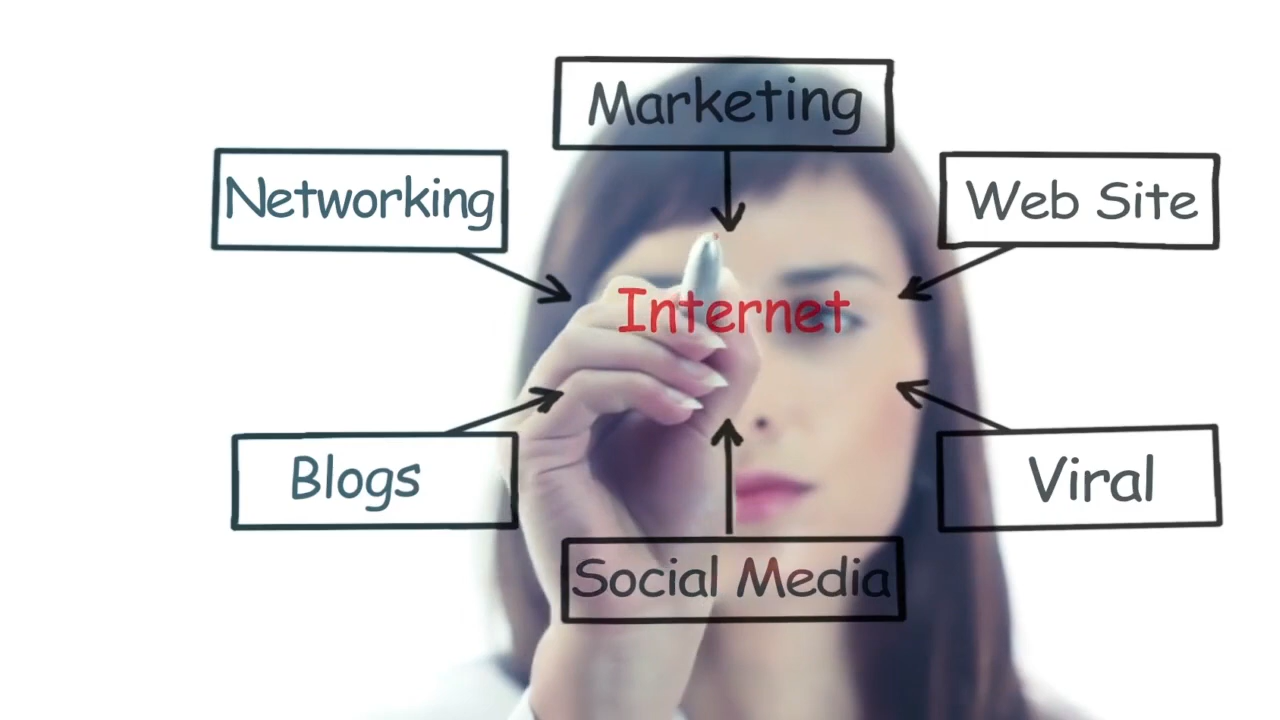 Marketing
Networking
Web Site
Internet
Blogs
Viral
Social Media